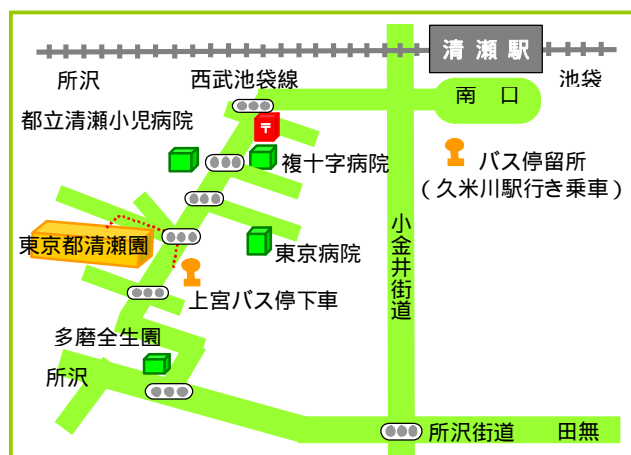 清瀬駅
所沢
西武池袋線
池袋
南　口
都立清瀬小児病院
〒
複十字病院
バス停留所
（久米川駅行き乗車）
小金井街道
東京都清瀬園
東京病院
上宮バス停下車
多磨全生園
所沢
所沢街道
田無